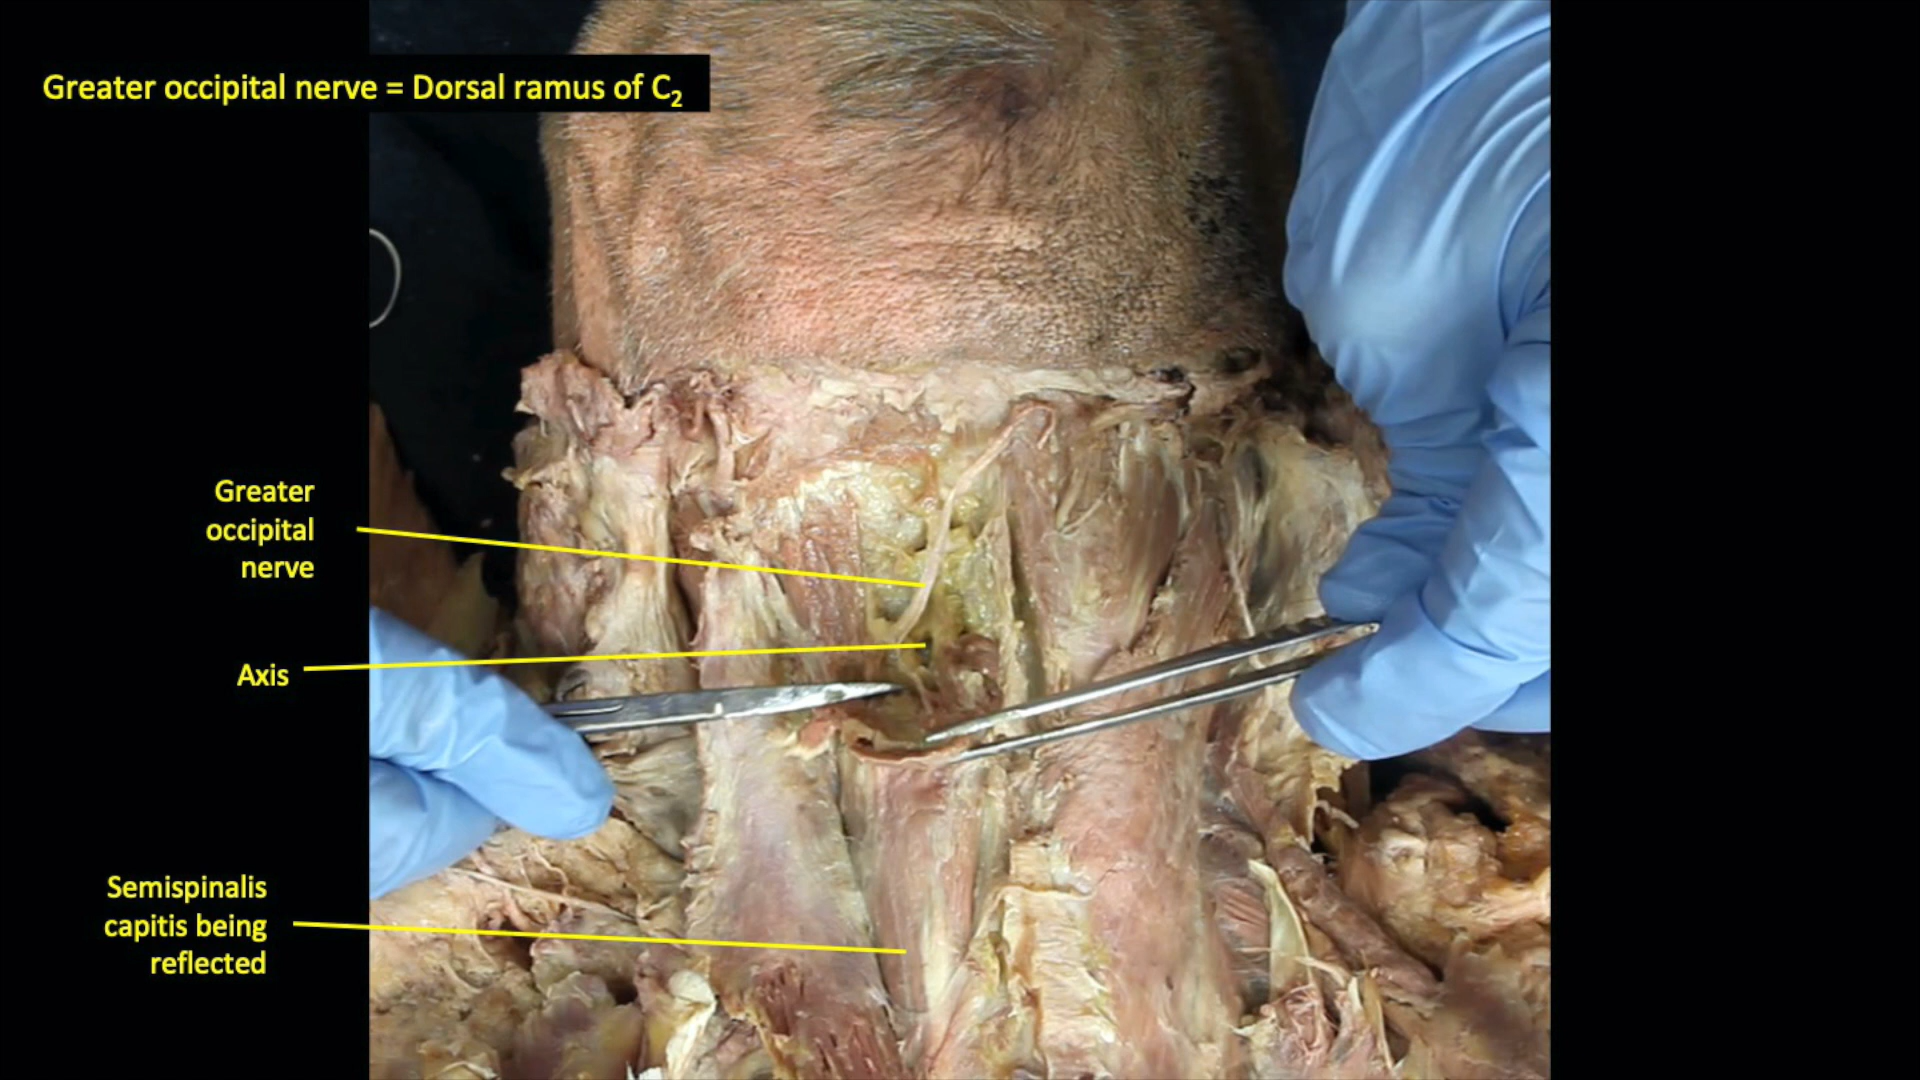 Greater occipital nerve = Dorsal ramus of C₂
Greater
occipital
nerve
Axis
Semispinalis
capitis being
reflected